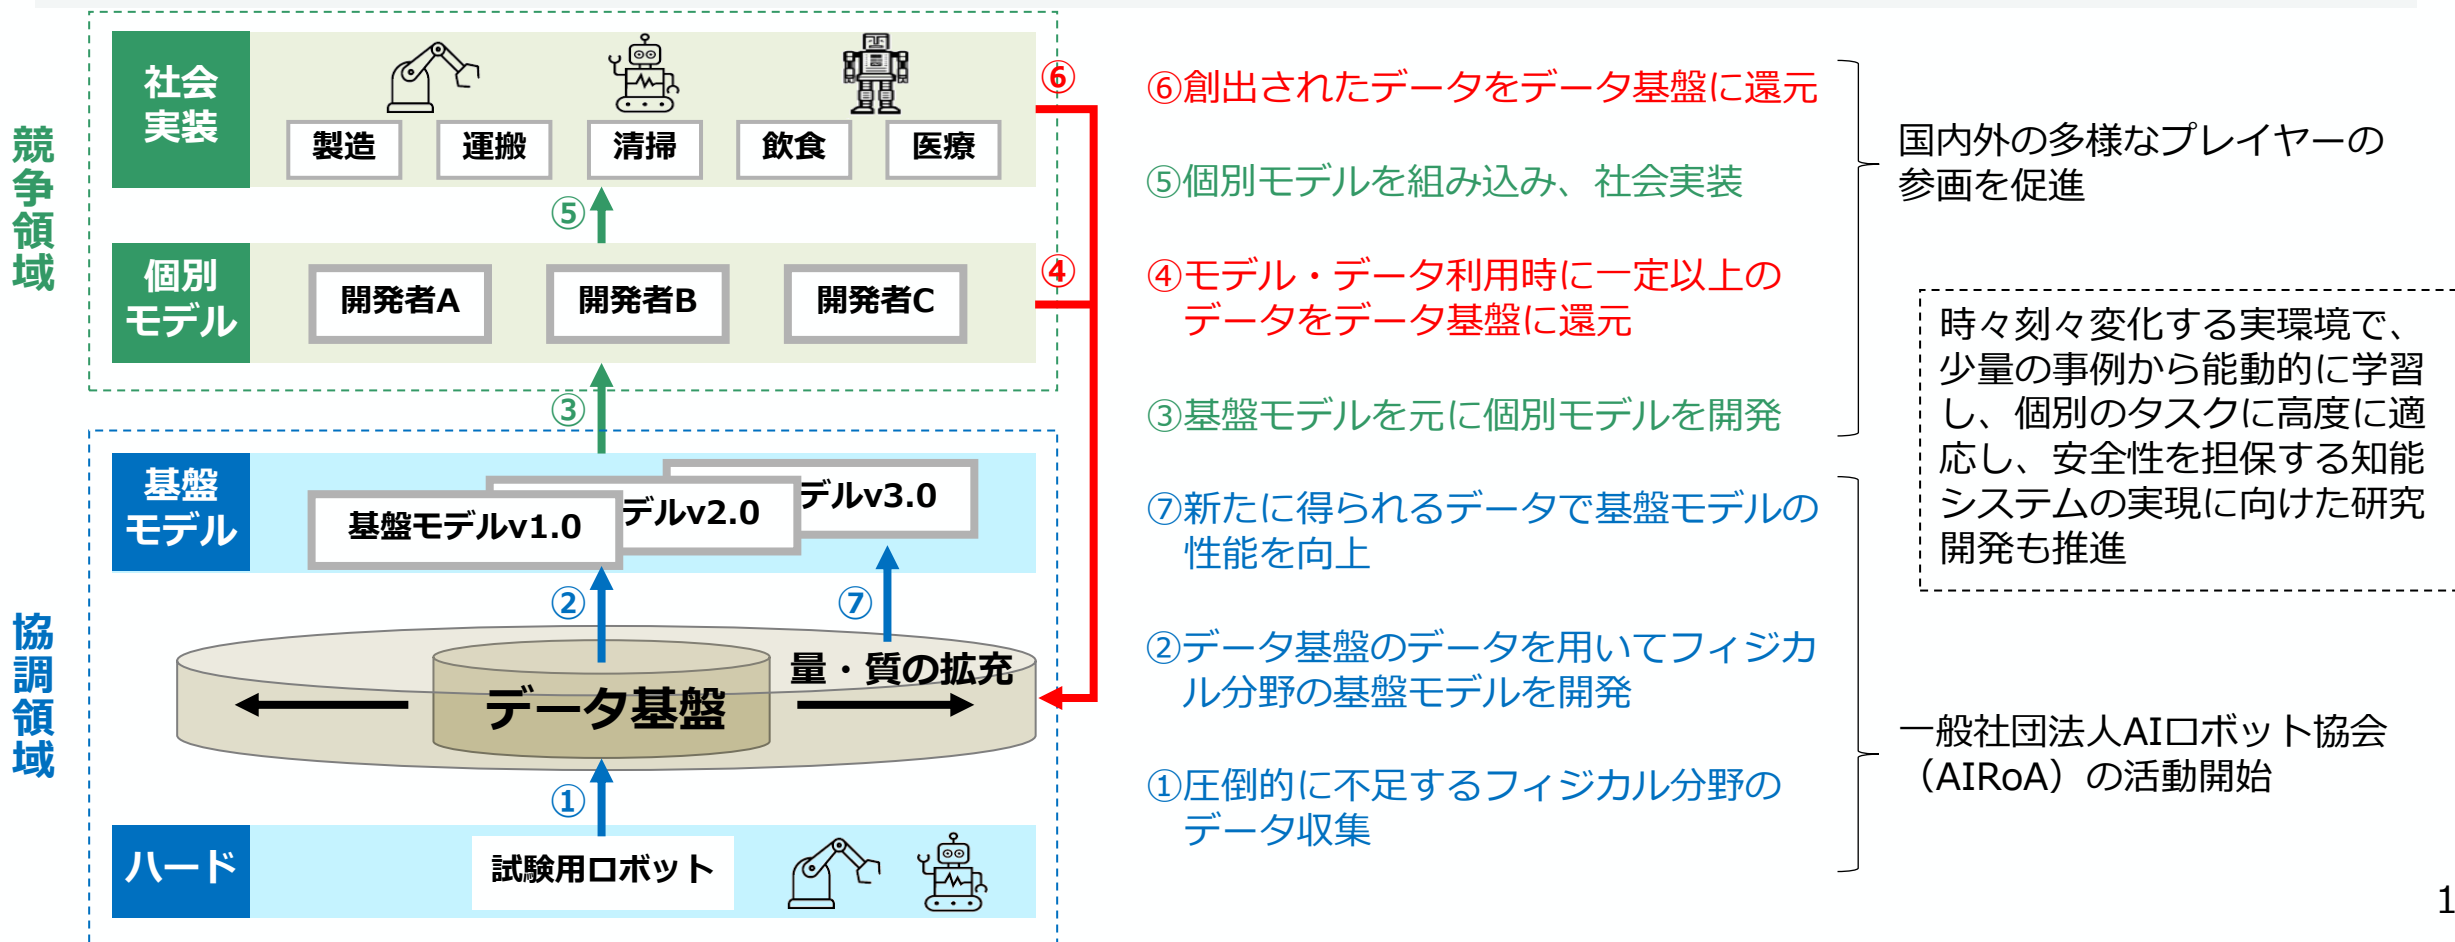 競争領域
社会
実装
製造
運搬
清掃
飲食
医療
⑥
⑤
個別
モデル
開発者A
開発者B
開発者C
④
③
協調領域
基盤
モデル
基盤モデルv1.0
デルv2.0
デルv3.0
②
⑦
量・質の拡充
データ基盤
①
ハード
試験用ロボット
⑥創出されたデータをデータ基盤に還元
⑤個別モデルを組み込み、社会実装
④モデル・データ利用時に一定以上の
データをデータ基盤に還元
③基盤モデルを元に個別モデルを開発
⑦新たに得られるデータで基盤モデルの
性能を向上
②データ基盤のデータを用いてフィジカ
ル分野の基盤モデルを開発
①圧倒的に不足するフィジカル分野の
データ収集
国内外の多様なプレイヤーの
参画を促進
時々刻々変化する実環境で、
少量の事例から能動的に学習
し、個別のタスクに高度に適
応し、安全性を担保する知能
システムの実現に向けた研究
開発も推進
一般社団法人AIロボット協会
（AIRoA）の活動開始
1